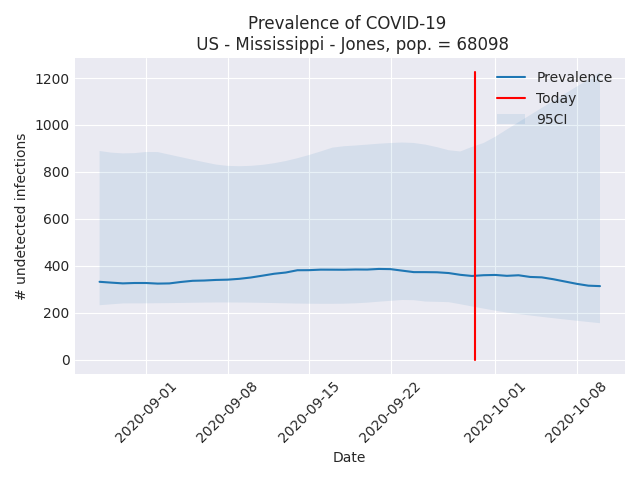 Prevalence of COVID-19
US - Mississippi - Jones, pop. = 68098
Prevalence
Today
95CI
# undetected infections
1200
1000
800
600
400
200
0
2020-09-01
2020-09-08
2020-09-15
2020-09-22
2020-10-01
2020-10-08
Date